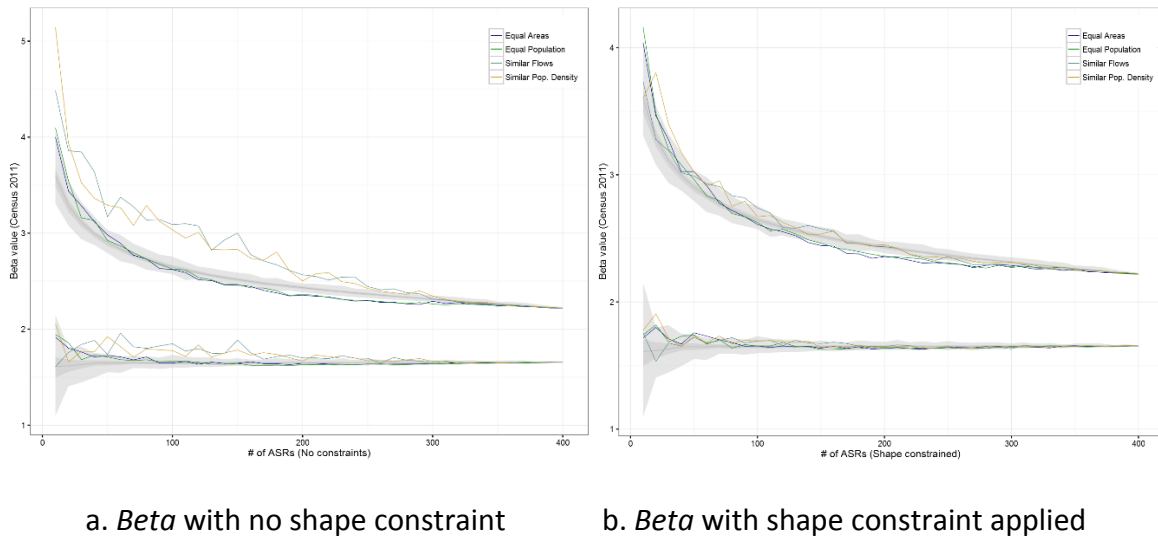 Equal Areas
Equal Population
Similar Flows
Similar Pop. Density
5
4
3
2
1
Beta value (Census 2011)
0
100
200
300
400
# of ASRs (No constraints)
Equal Areas
Equal Population
Similar Flows
Similar Pop. Density
4
3
2
1
Beta value (Census 2011)
0
100
200
300
400
# of ASRs (Shape constrained)
a. Beta with no shape constraint
b. Beta with shape constraint applied